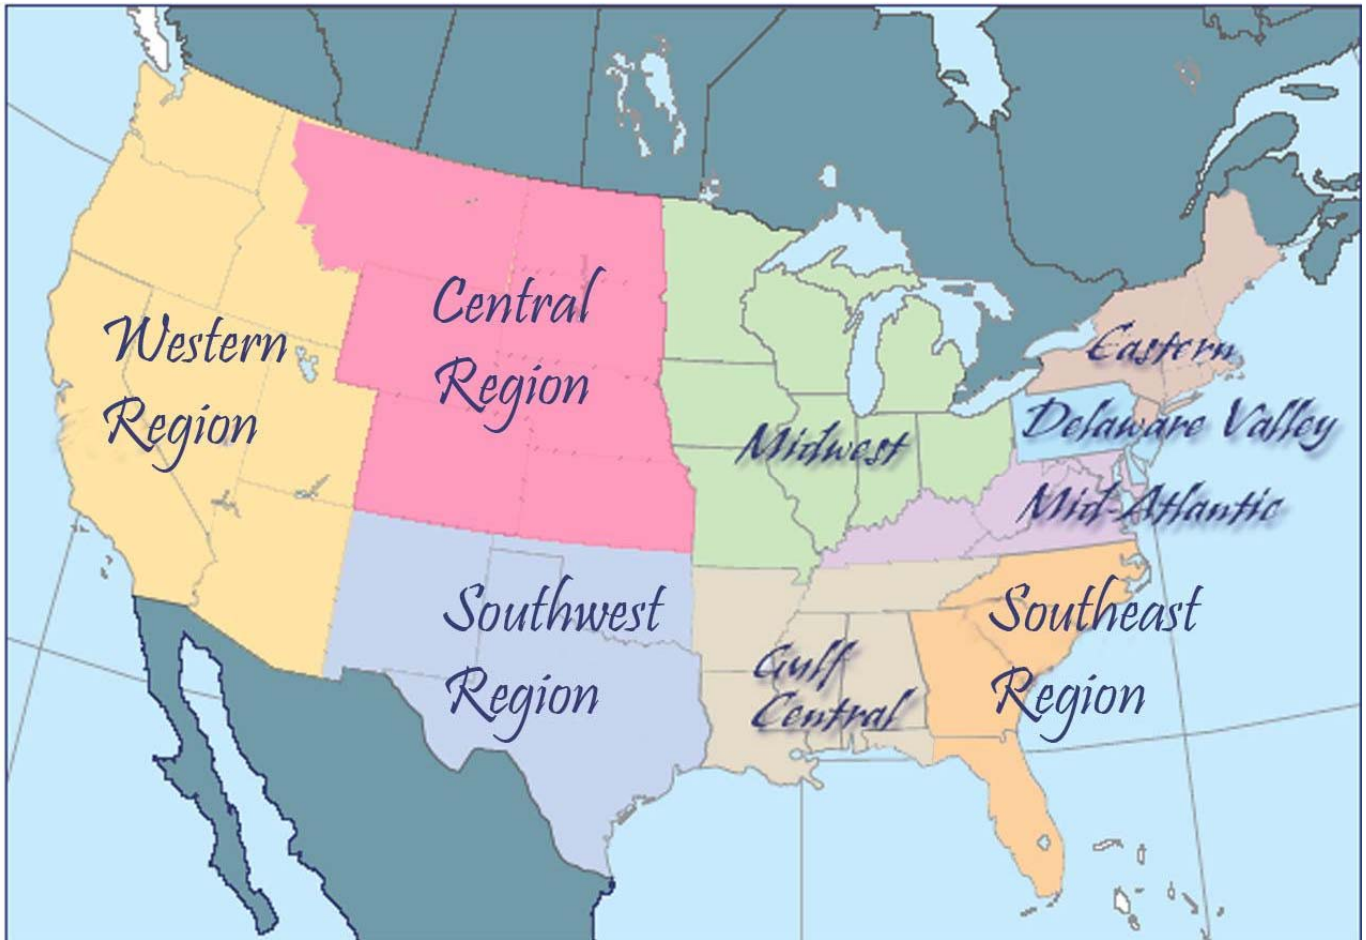 Western
Region
Central
Region
Southwest
Region
Midwest
Gulf
Central
Eastern
Delaware Valley
Mid-Atlantic
Southeast
Region